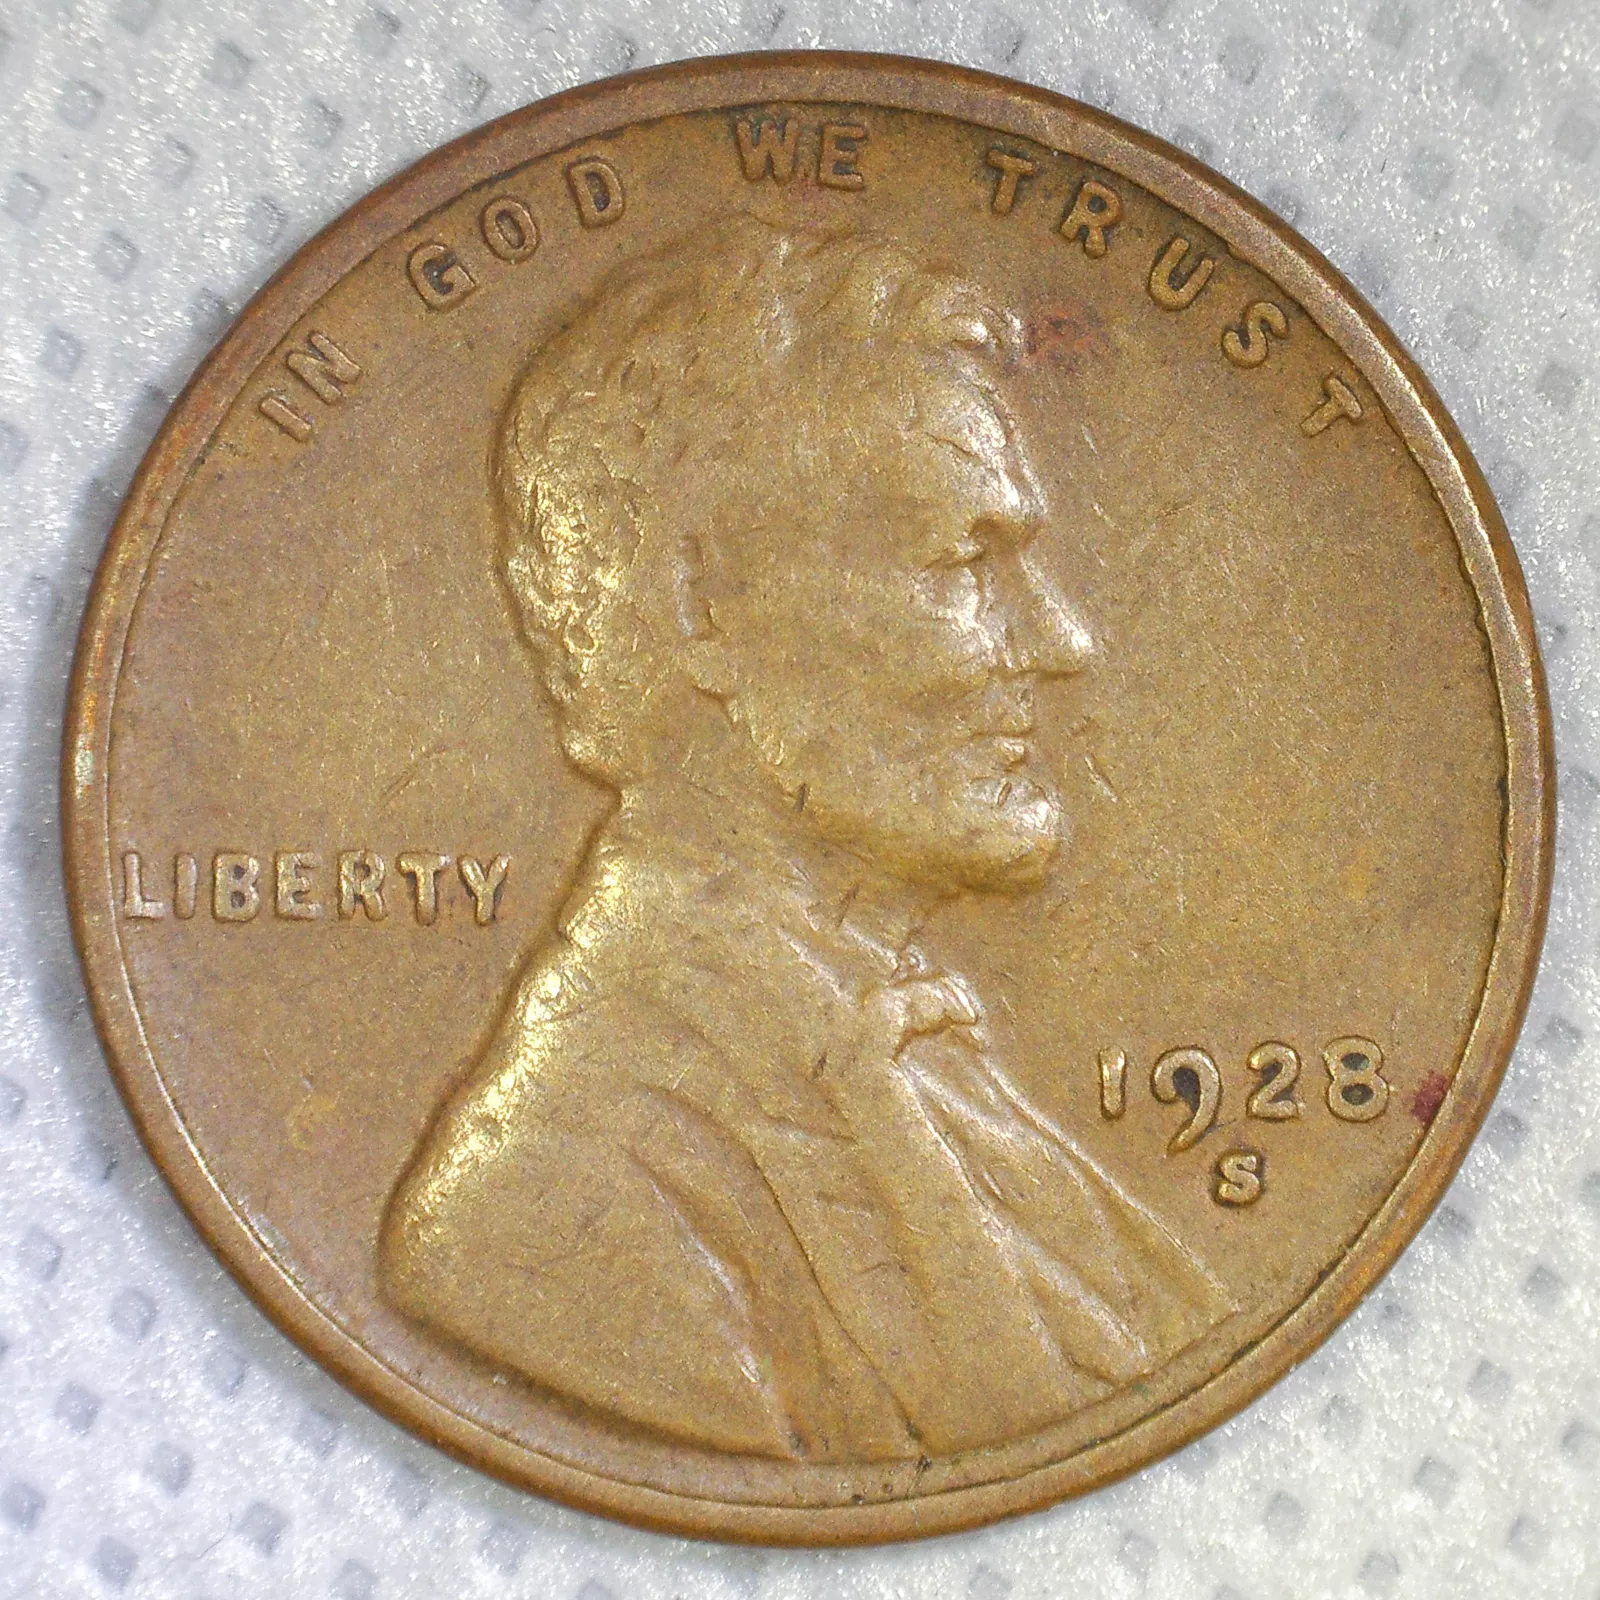 IN GOD WE TRUST
LIBERTY
1928
S